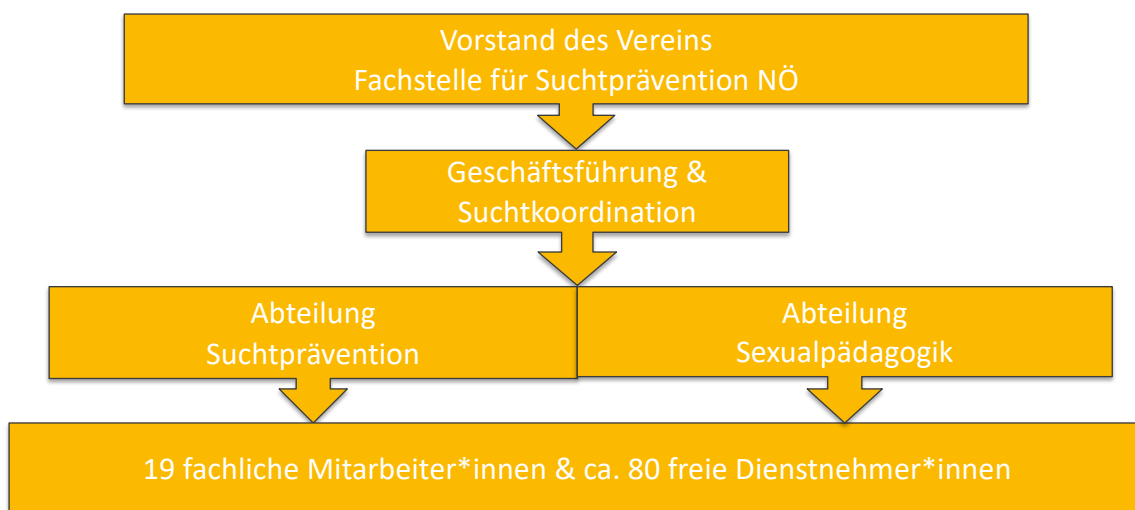 Vorstand des Vereins
Fachstelle für Suchtprävention NÖ
Geschäftsführung &
Suchtkoordination
Abteilung
Suchtprävention
Abteilung
Sexualpädagogik
19 fachliche Mitarbeiter*innen & ca. 80 freie Dienstnehmer*innen